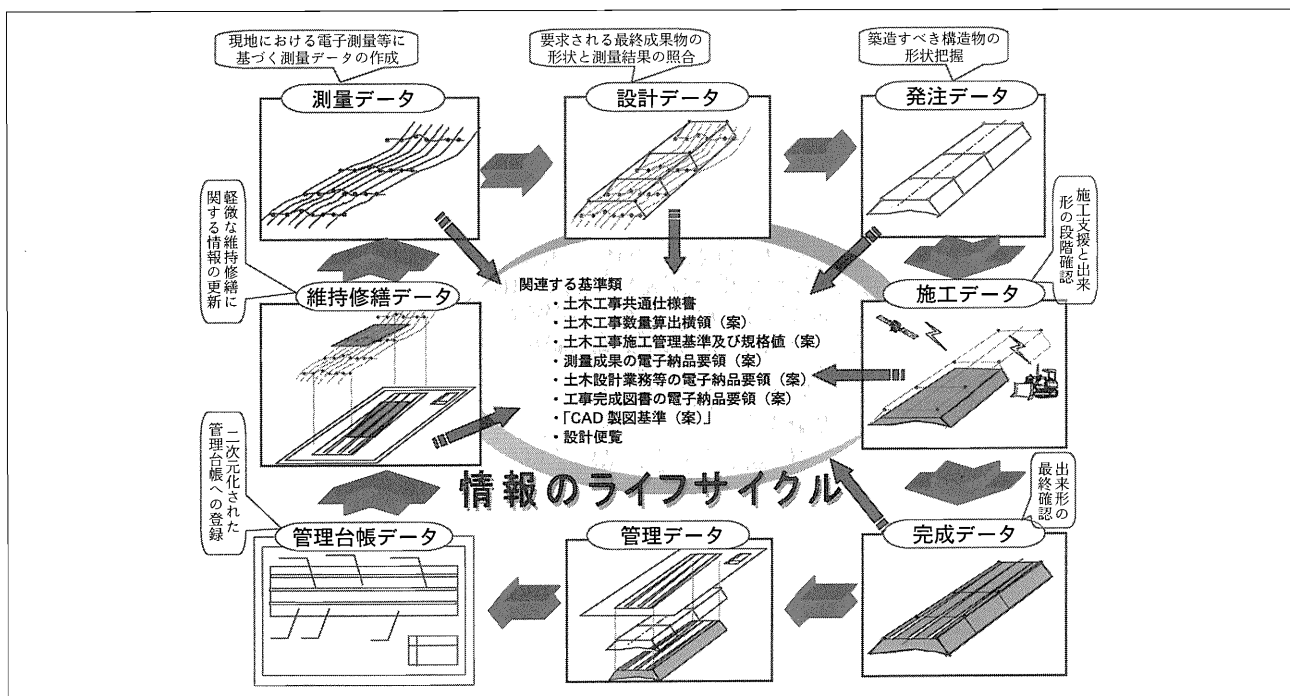 現地における電子測量等に
基づく測量データの作成
要求される最終成果物の
形状と測量結果の照合
築造すべき構造物の
形状把握
測量データ
設計データ
発注データ
軽微な維持修繕に
関する情報の更新
施工支援と出来
形の段階確認
維持修繕データ
施工データ
関連する基準類
・土木工事共通仕様書
・土木工事数量算出横領（案）
・土木工事施工管理基準及び規格値（案）
・測量成果の電子納品要領（案）
・土木設計業務等の電子納品要領（案）
・工事完成図書の電子納品要領（案）
・「CAD 製図基準（案）」
・設計便覧
二次元化された
管理台帳への登録
出来形の
最終確認
情報のライフサイクル
管理台帳データ
管理データ
完成データ